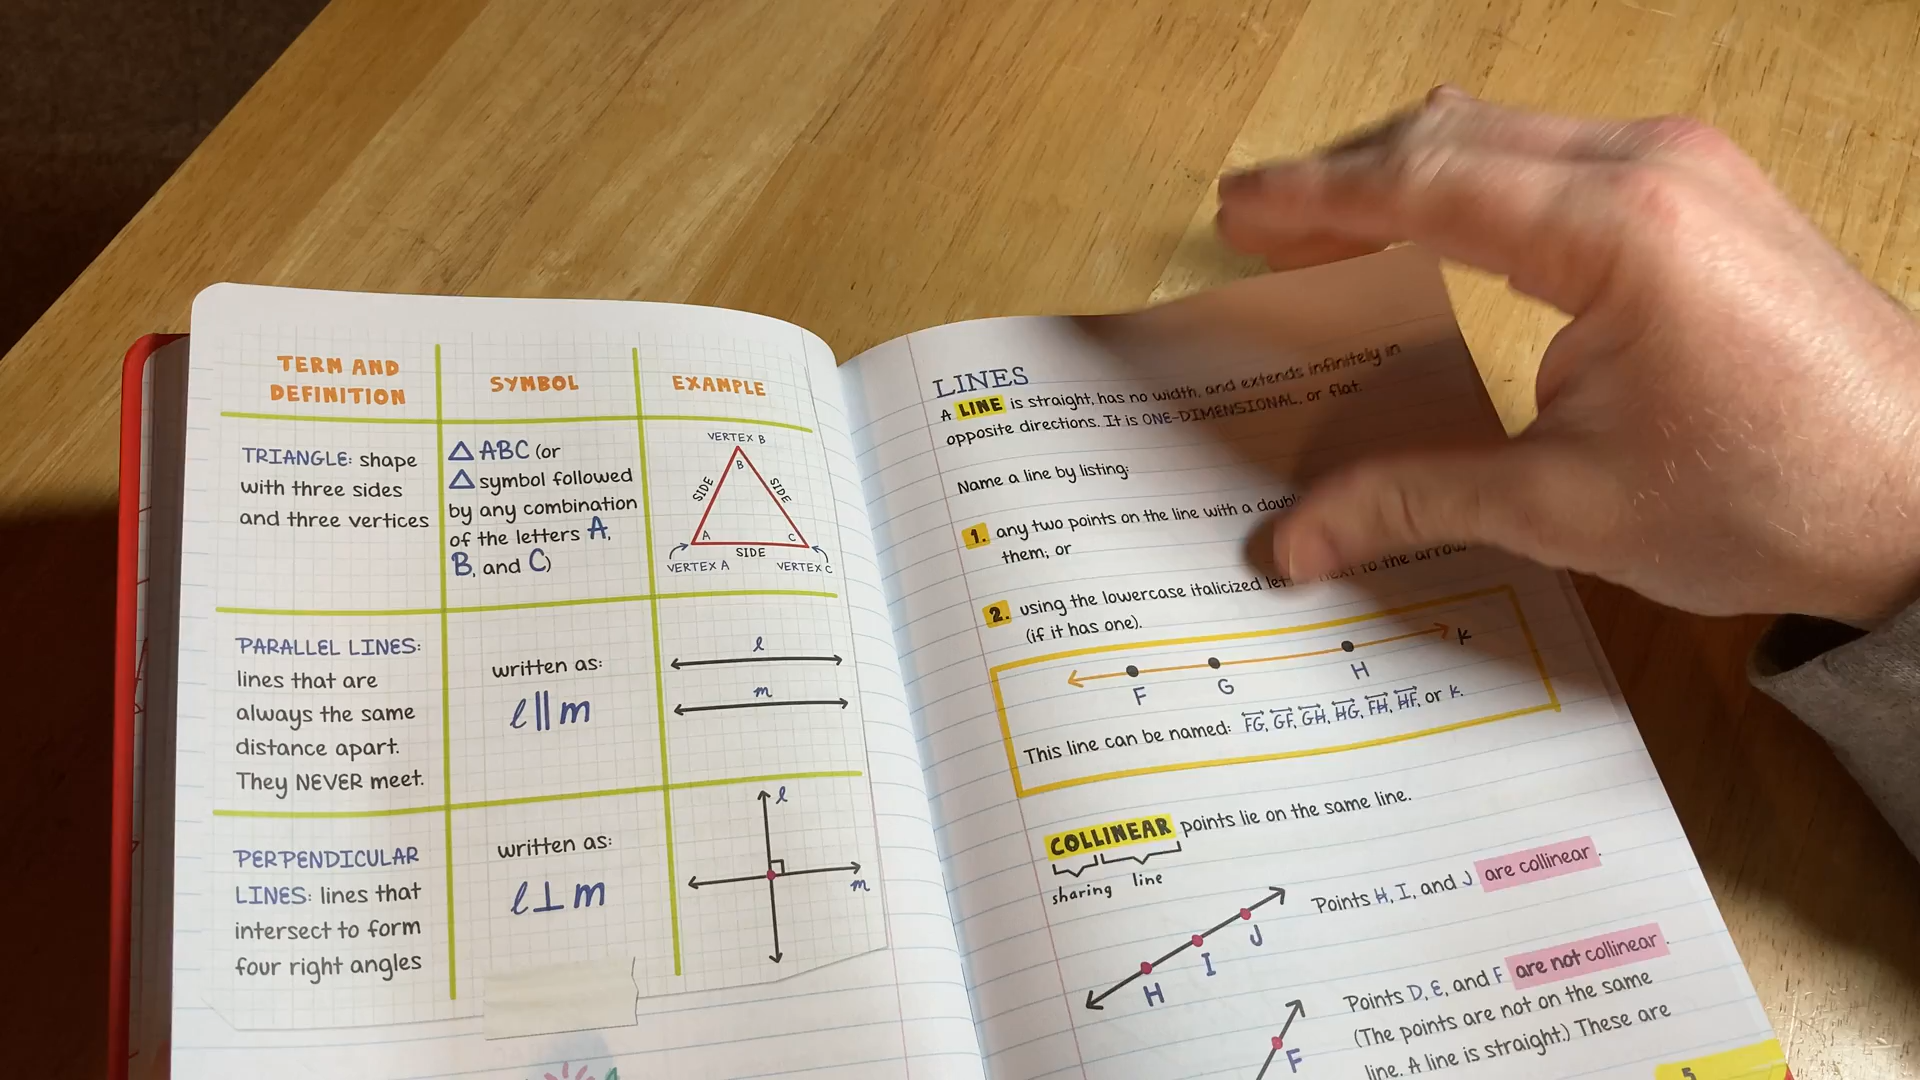 TERM AND
DEFINITION
SYMBOL
EXAMPLE
TRIANGLE: shape
with three sides
and three vertices
△ ABC (or
△ symbol followed
by any combination
of the letters A,
B, and C)
VERTEX B
B
SIDE
SIDE
A
C
SIDE
VERTEX A
VERTEX C
PARALLEL LINES:
lines that are
always the same
distance apart.
They NEVER meet.
written as:
ℓ||m
ℓ
m
PERPENDICULAR
LINES: lines that
intersect to form
four right angles
written as:
ℓ⊥m
ℓ
m
LINES
A LINE is straight, has no width, and extends infinitely in
opposite directions. It is ONE-DIMENSIONAL, or flat.
Name a line by listing:
1. any two points on the line with a
them; or
2. using the lowercase italicized next to the arrow
(if it has one).
F
G
H
k
This line can be named: FG, GF, GH, HG, FH, HF, or k.
COLLINEAR points lie on the same line.
sharing line
H
I
J
Points H, I, and J are collinear.
F
Points D, E, and F are not collinear.
(The points are not on the same
line. A line is straight.) These are
5